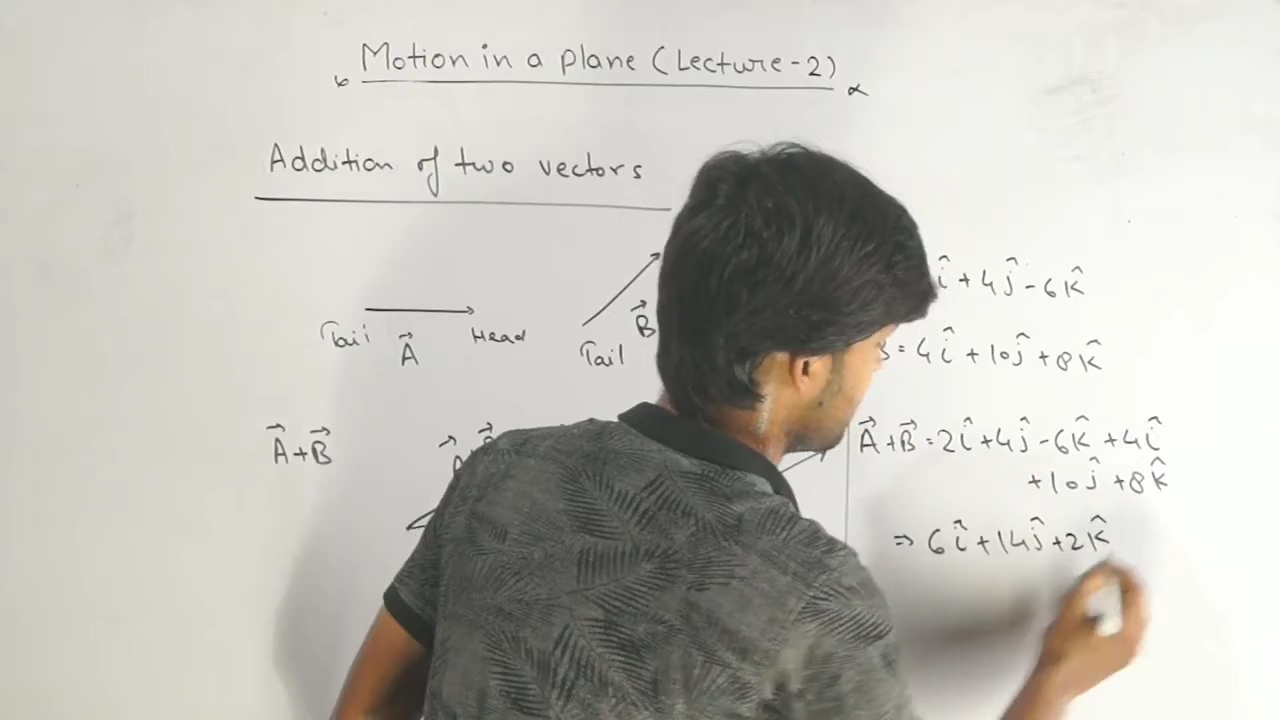 Motion in a plane (Lecture-2)
Addition of two vectors
Tail A⃗ Head
Tail B⃗
A⃗+B⃗
î+4ĵ-6k̂
= 4î+10ĵ+8k̂
A⃗+B⃗=2î+4ĵ-6k̂+4î
+10ĵ+8k̂
⇒ 6î+14ĵ+2k̂